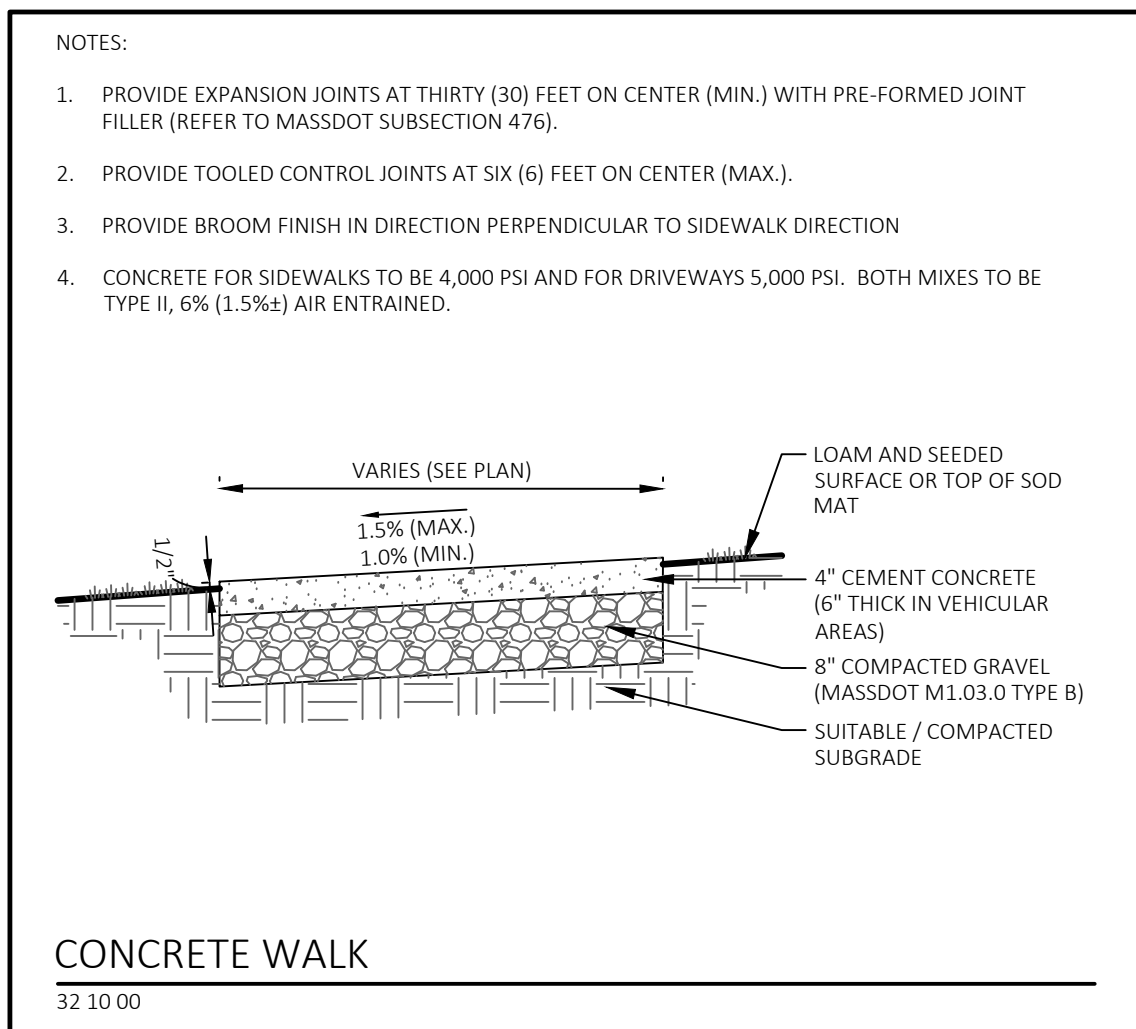 NOTES:
1. PROVIDE EXPANSION JOINTS AT THIRTY (30) FEET ON CENTER (MIN.) WITH PRE-FORMED JOINT
FILLER (REFER TO MASSDOT SUBSECTION 476).
2. PROVIDE TOOLED CONTROL JOINTS AT SIX (6) FEET ON CENTER (MAX.).
3. PROVIDE BROOM FINISH IN DIRECTION PERPENDICULAR TO SIDEWALK DIRECTION
4. CONCRETE FOR SIDEWALKS TO BE 4,000 PSI AND FOR DRIVEWAYS 5,000 PSI. BOTH MIXES TO BE
TYPE II, 6% (1.5%±) AIR ENTRAINED.
VARIES (SEE PLAN)
1.5% (MAX.)
1.0% (MIN.)
1/2"
LOAM AND SEEDED
SURFACE OR TOP OF SOD
MAT
4" CEMENT CONCRETE
(6" THICK IN VEHICULAR
AREAS)
8" COMPACTED GRAVEL
(MASSDOT M1.03.0 TYPE B)
SUITABLE / COMPACTED
SUBGRADE
CONCRETE WALK
32 10 00